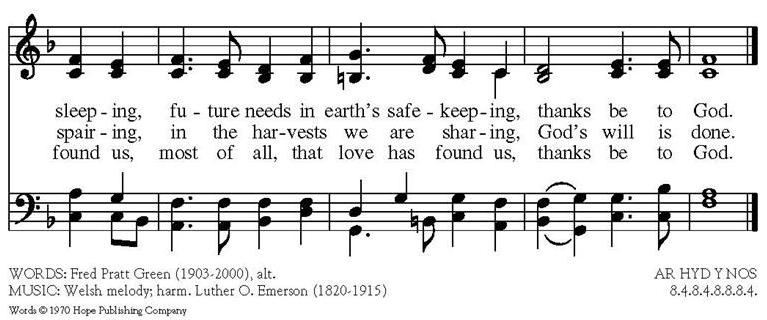 sleep - ing, fu - ture needs in earth's safe - keep - ing, thanks be to God.
spair - ing, in the har - vests we are shar - ing, God's will is done.
found us, most of all, that love has found us, thanks be to God.
WORDS: Fred Pratt Green (1903-2000), alt.
MUSIC: Welsh melody; harm. Luther O. Emerson (1820-1915)
Words © 1970 Hope Publishing Company
AR HYD Y NOS
8.4.8.4.8.8.8.4.